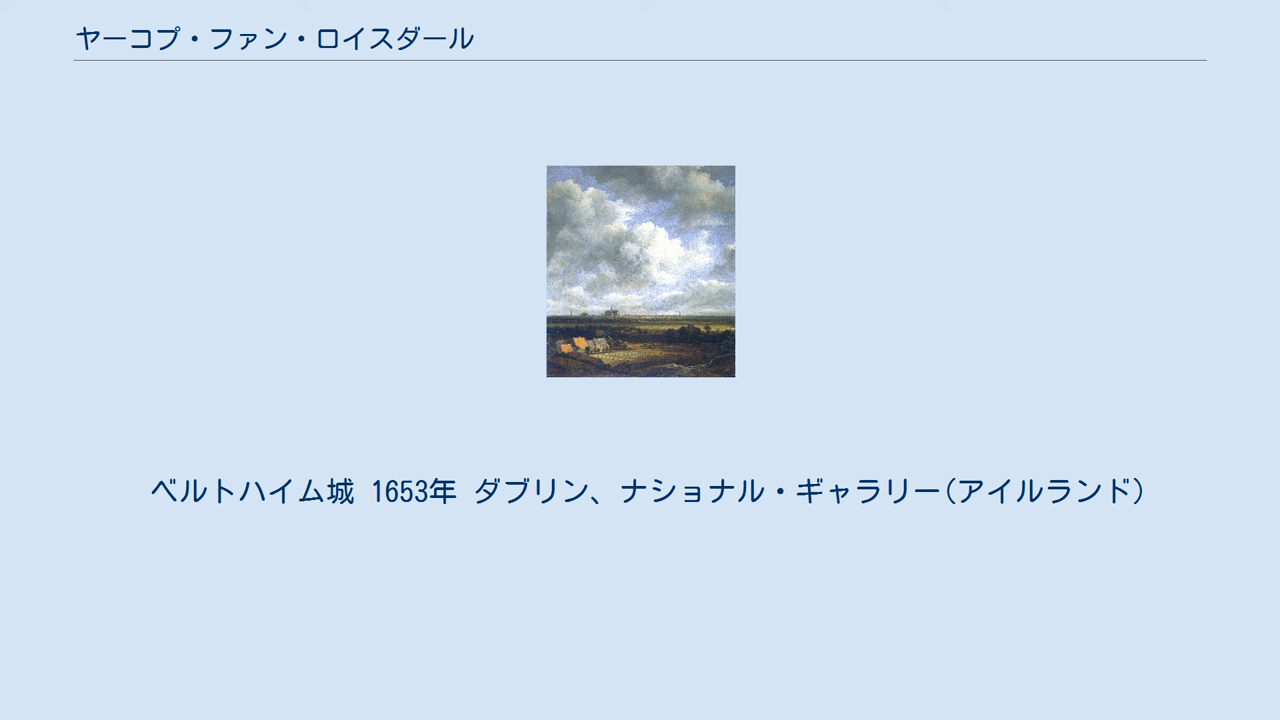 ヤーコプ・ファン・ロイスダール
ベルトハイム城 1653年 ダブリン、ナショナル・ギャラリー(アイルランド)